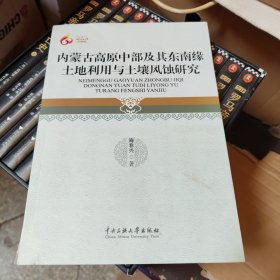 内蒙古高原中部及其东南缘
土地利用与土壤风蚀研究
NEIMENGGU GAOYUAN ZHONGBU JIQI
DONGNAN YUAN TUDI LIYONG YU
TURANG FENGSHI YANJIU
著
中央民族大学出版社
China Minzu University Press